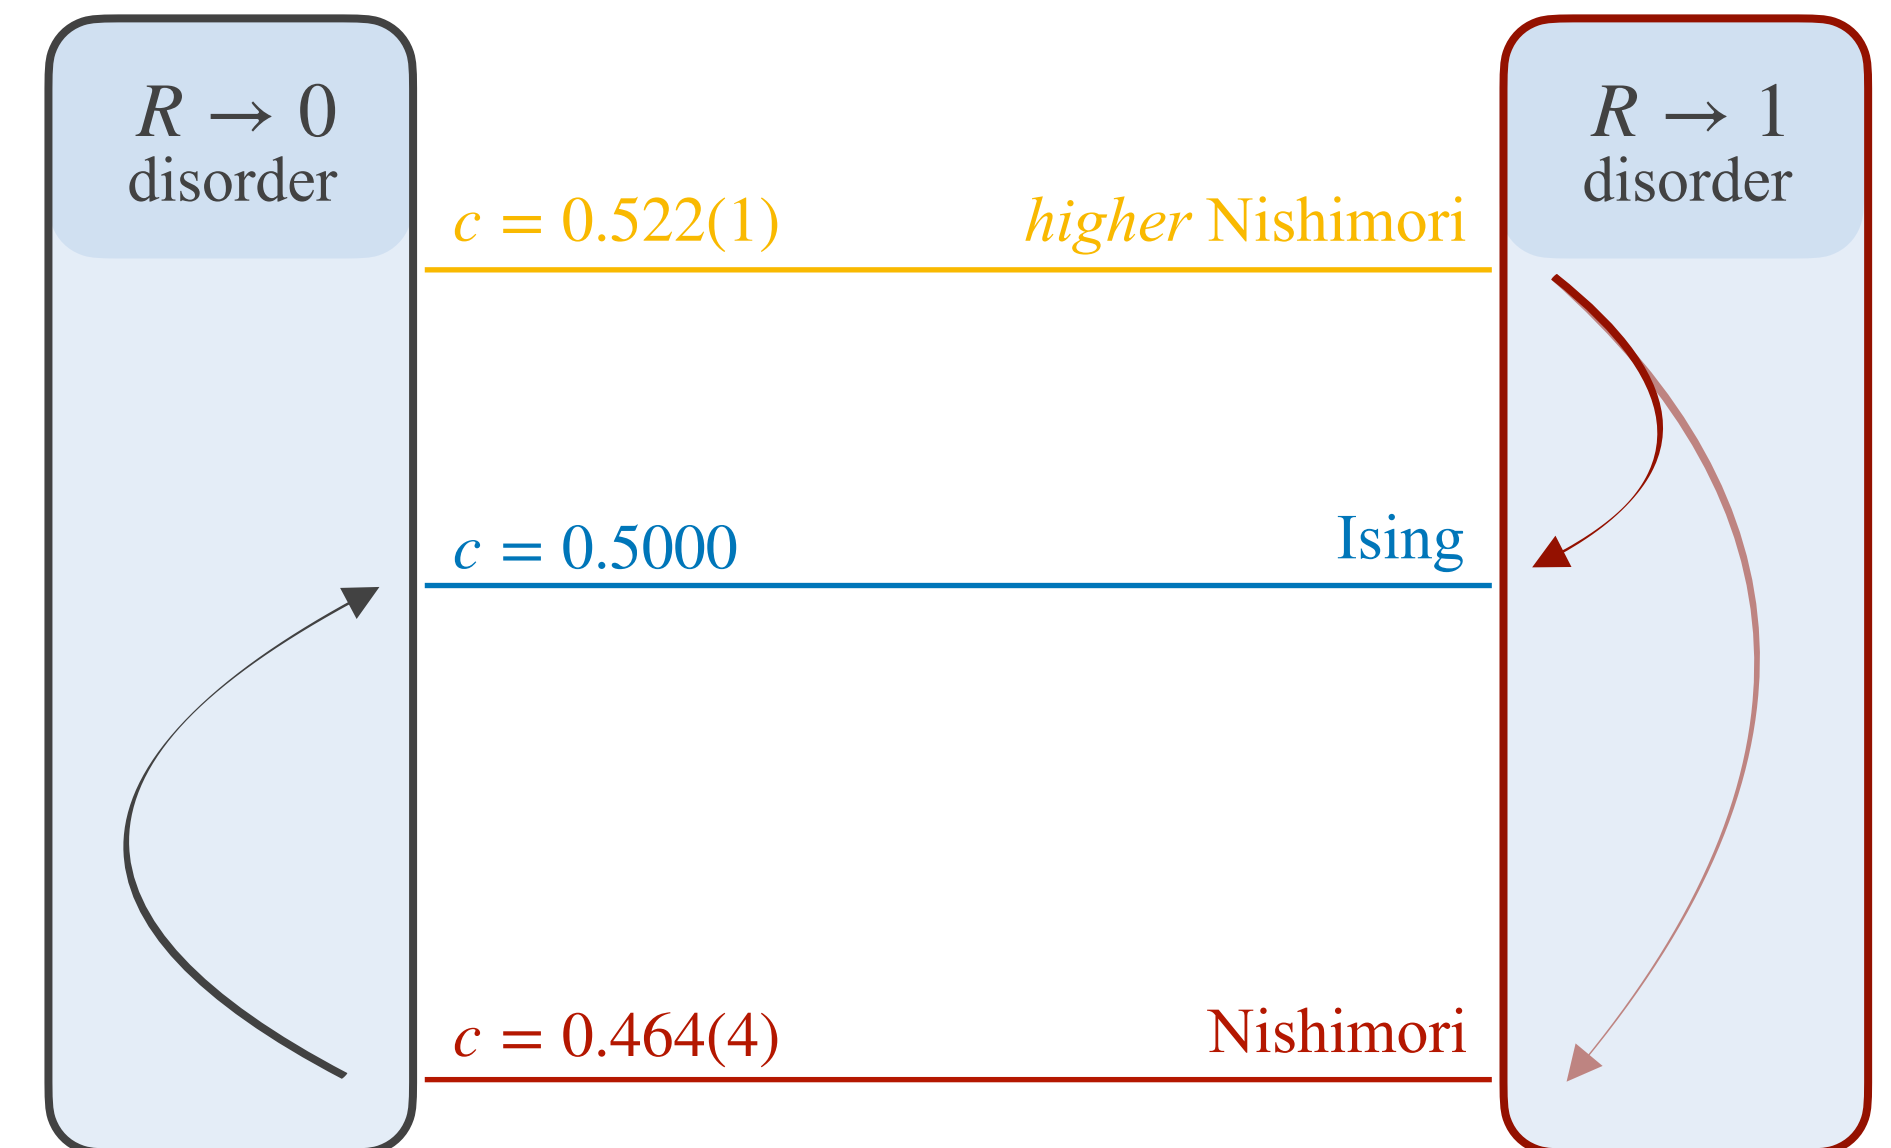 R → 0
disorder
R → 1
disorder
c = 0.522(1)
higher Nishimori
c = 0.5000
Ising
c = 0.464(4)
Nishimori